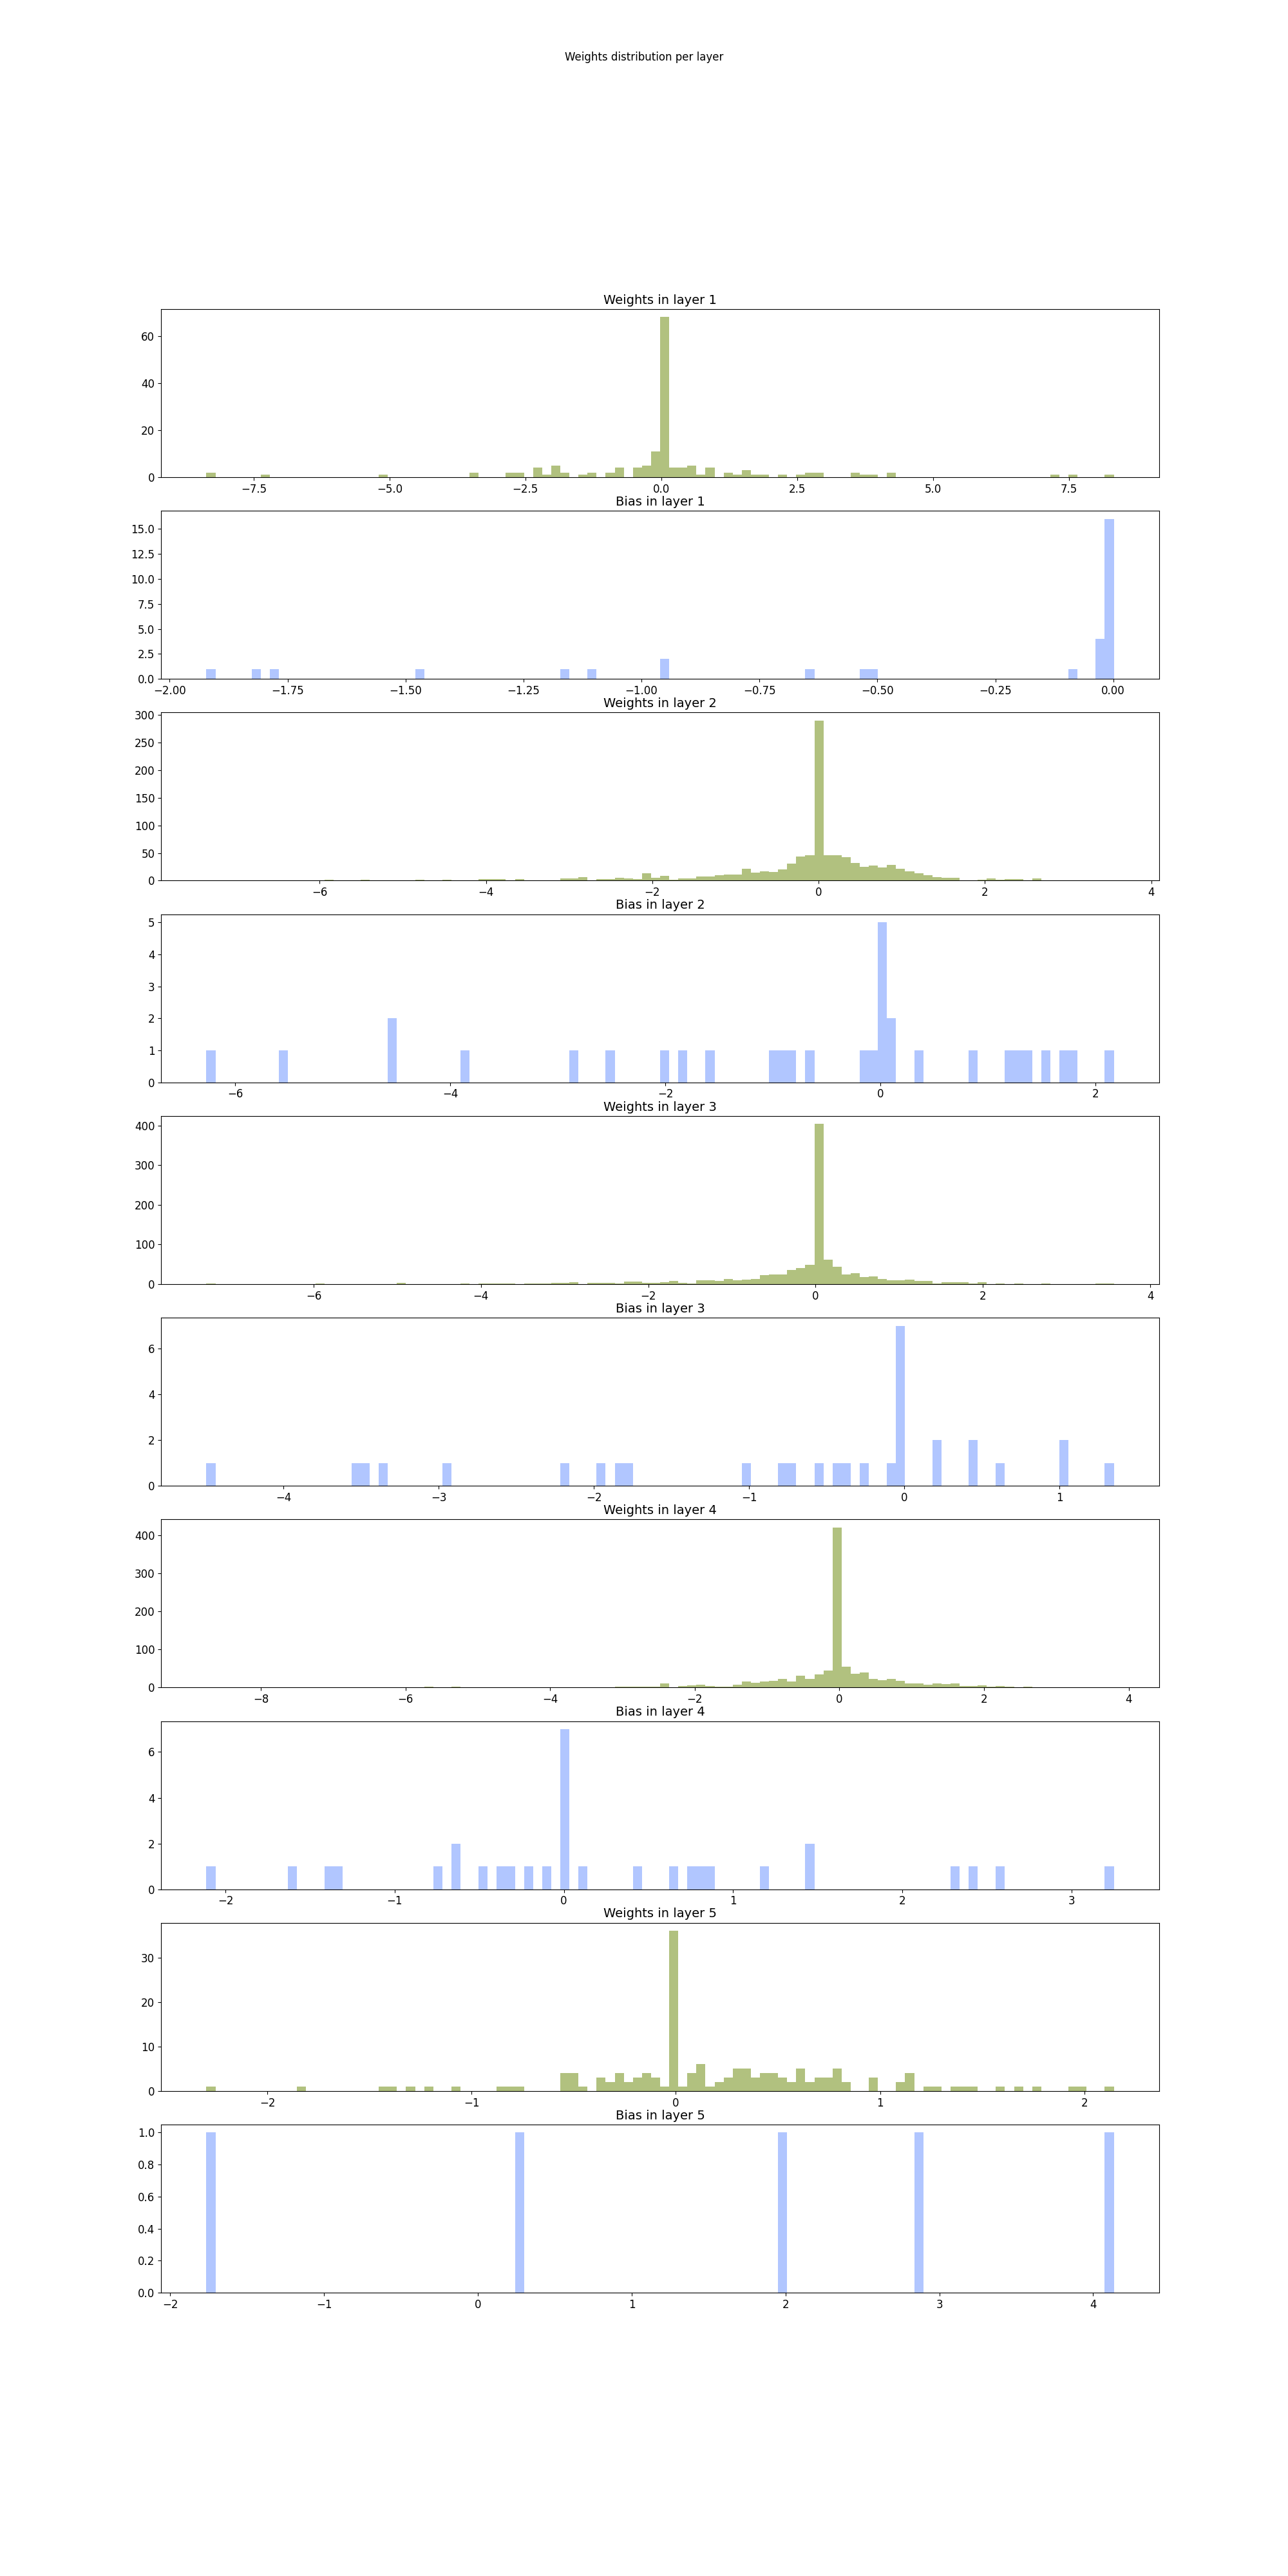 Weights distribution per layer
Weights in layer 1
60
40
20
0
−7.5 −5.0 −2.5 0.0 2.5 5.0 7.5
Bias in layer 1
15.0
12.5
10.0
7.5
5.0
2.5
0.0
−2.00 −1.75 −1.50 −1.25 −1.00 −0.75 −0.50 −0.25 0.00
Weights in layer 2
300
250
200
150
100
50
0
−6 −4 −2 0 2 4
Bias in layer 2
5
4
3
2
1
0
−6 −4 −2 0 2
Weights in layer 3
400
300
200
100
0
−6 −4 −2 0 2 4
Bias in layer 3
6
4
2
0
−4 −3 −2 −1 0 1
Weights in layer 4
400
300
200
100
0
−8 −6 −4 −2 0 2 4
Bias in layer 4
6
4
2
0
−2 −1 0 1 2 3
Weights in layer 5
30
20
10
0
−2 −1 0 1 2
Bias in layer 5
1.0
0.8
0.6
0.4
0.2
0.0
−2 −1 0 1 2 3 4